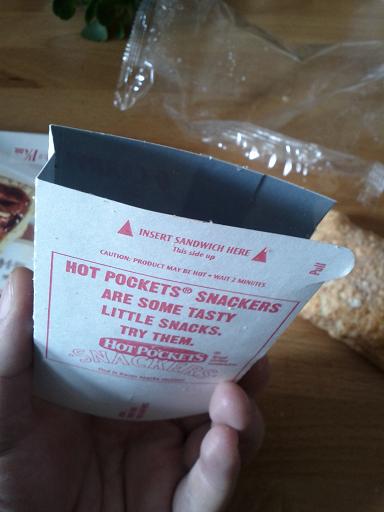 INSERT SANDWICH HERE
This side up
CAUTION: PRODUCT MAY BE HOT • WAIT 2 MINUTES
Pull
HOT POCKETS® SNACKERS
ARE SOME TASTY
LITTLE SNACKS.
TRY THEM.
HOT POCKETS
SNACKERS